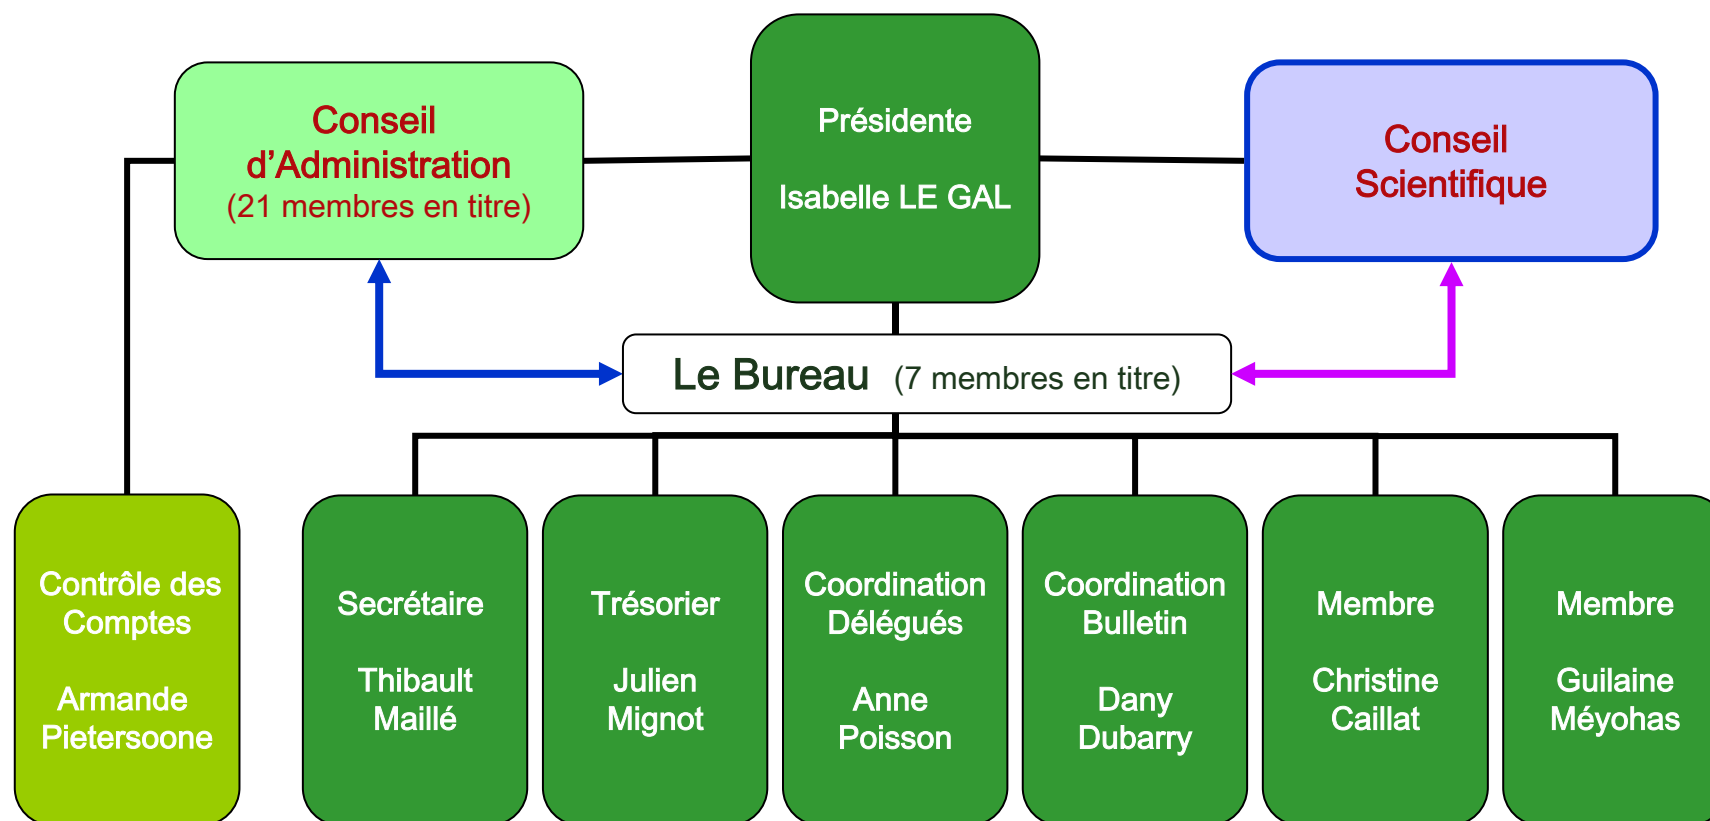 Présidente
Isabelle LE GAL
Conseil
d’Administration
(21 membres en titre)
Conseil
Scientifique
Le Bureau (7 membres en titre)
Contrôle des
Comptes
Armande
Pietersoone
Secrétaire
Thibault
Maillé
Trésorier
Julien
Mignot
Coordination
Délégués
Anne
Poisson
Coordination
Bulletin
Dany
Dubarry
Membre
Christine
Caillat
Membre
Guilaine
Méyohas